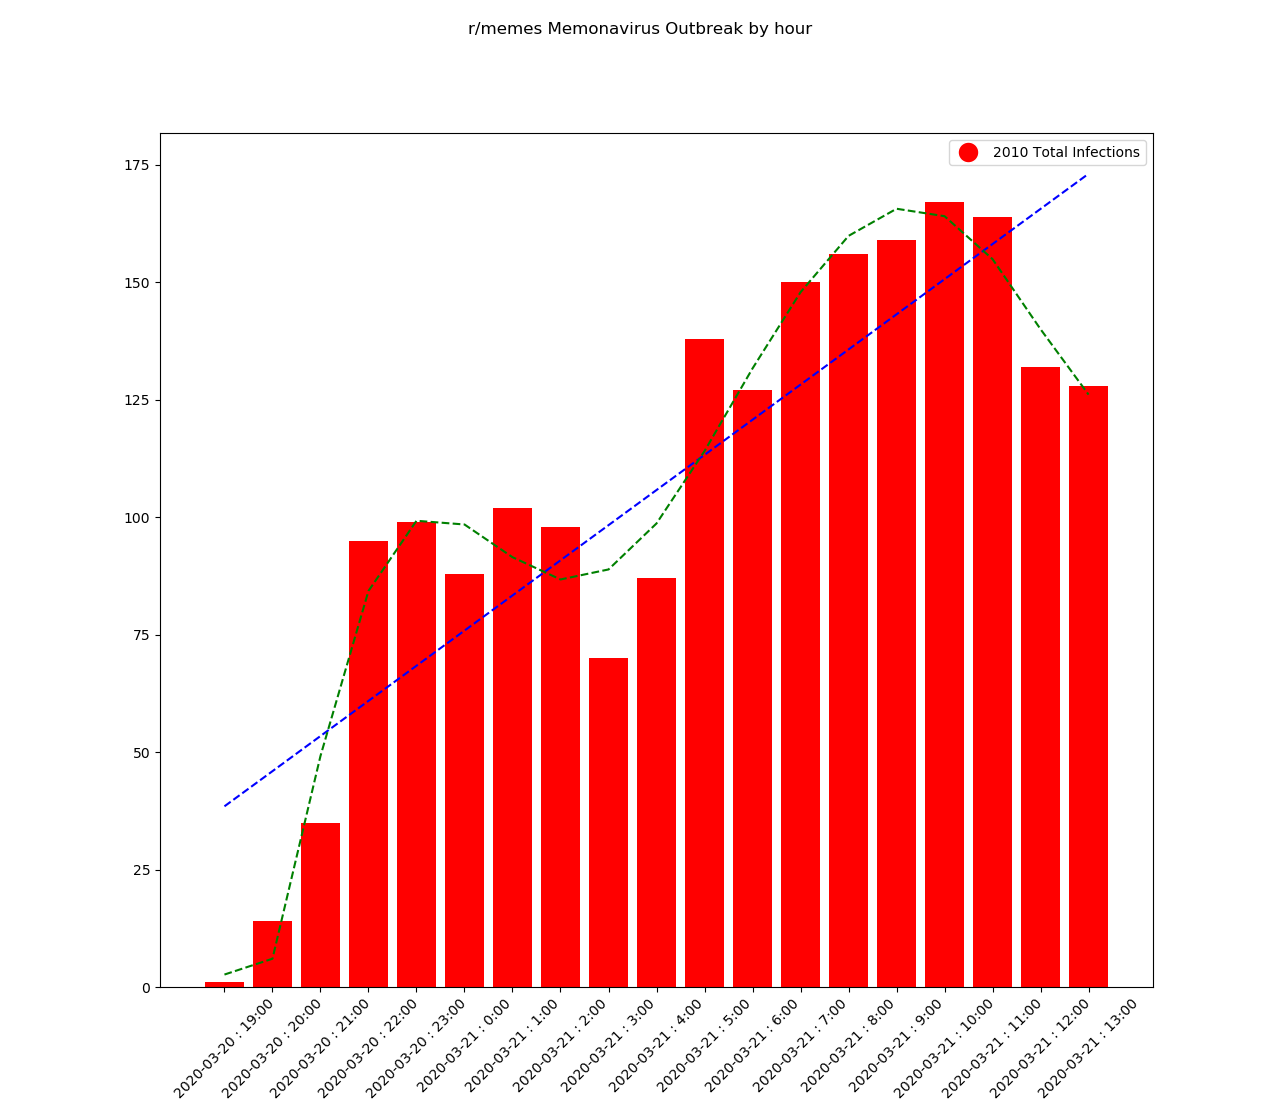 r/memes Memonavirus Outbreak by hour
2010 Total Infections
175
150
125
100
75
50
25
0
2020-03-20 : 19:00
2020-03-20 : 20:00
2020-03-20 : 21:00
2020-03-20 : 22:00
2020-03-20 : 23:00
2020-03-21 : 0:00
2020-03-21 : 1:00
2020-03-21 : 2:00
2020-03-21 : 3:00
2020-03-21 : 4:00
2020-03-21 : 5:00
2020-03-21 : 6:00
2020-03-21 : 7:00
2020-03-21 : 8:00
2020-03-21 : 9:00
2020-03-21 : 10:00
2020-03-21 : 11:00
2020-03-21 : 12:00
2020-03-21 : 13:00